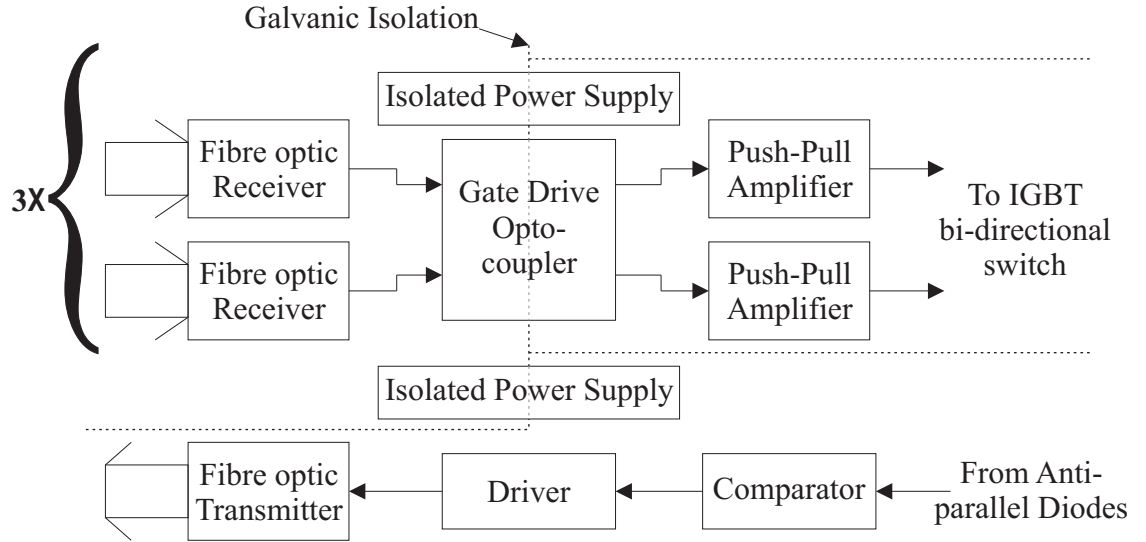 Galvanic Isolation
Isolated Power Supply
3X
Fibre optic
Receiver
Gate Drive
Opto-
coupler
Push-Pull
Amplifier
To IGBT
bi-directional
switch
Fibre optic
Receiver
Push-Pull
Amplifier
Isolated Power Supply
Fibre optic
Transmitter
Driver
Comparator
From Anti-
parallel Diodes